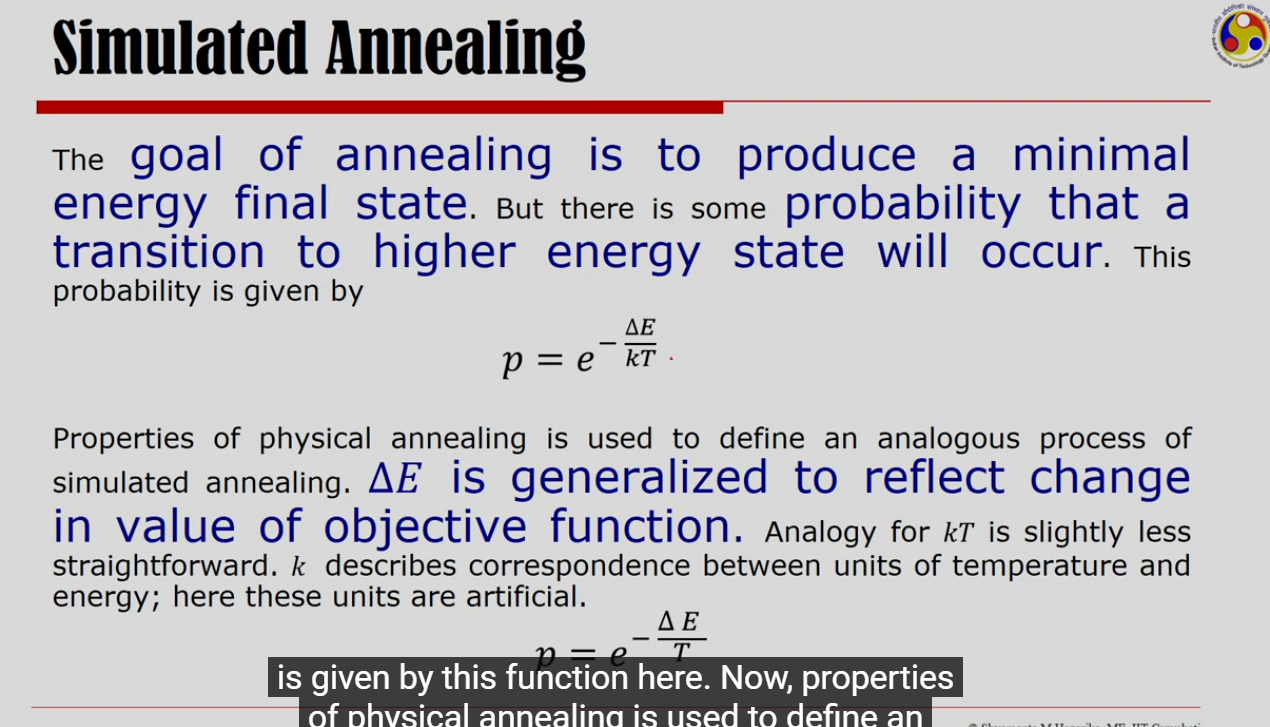 Simulated Annealing
The goal of annealing is to produce a minimal
energy final state. But there is some probability that a
transition to higher energy state will occur. This
probability is given by
p = e^{-\frac{ΔE}{kT}}
Properties of physical annealing is used to define an analogous process of
simulated annealing. ΔE is generalized to reflect change
in value of objective function. Analogy for kT is slightly less
straightforward. k describes correspondence between units of temperature and
energy; here these units are artificial.
p = e^{-\frac{Δ E}{T}}
is given by this function here. Now, properties
of physical annealing is used to define an